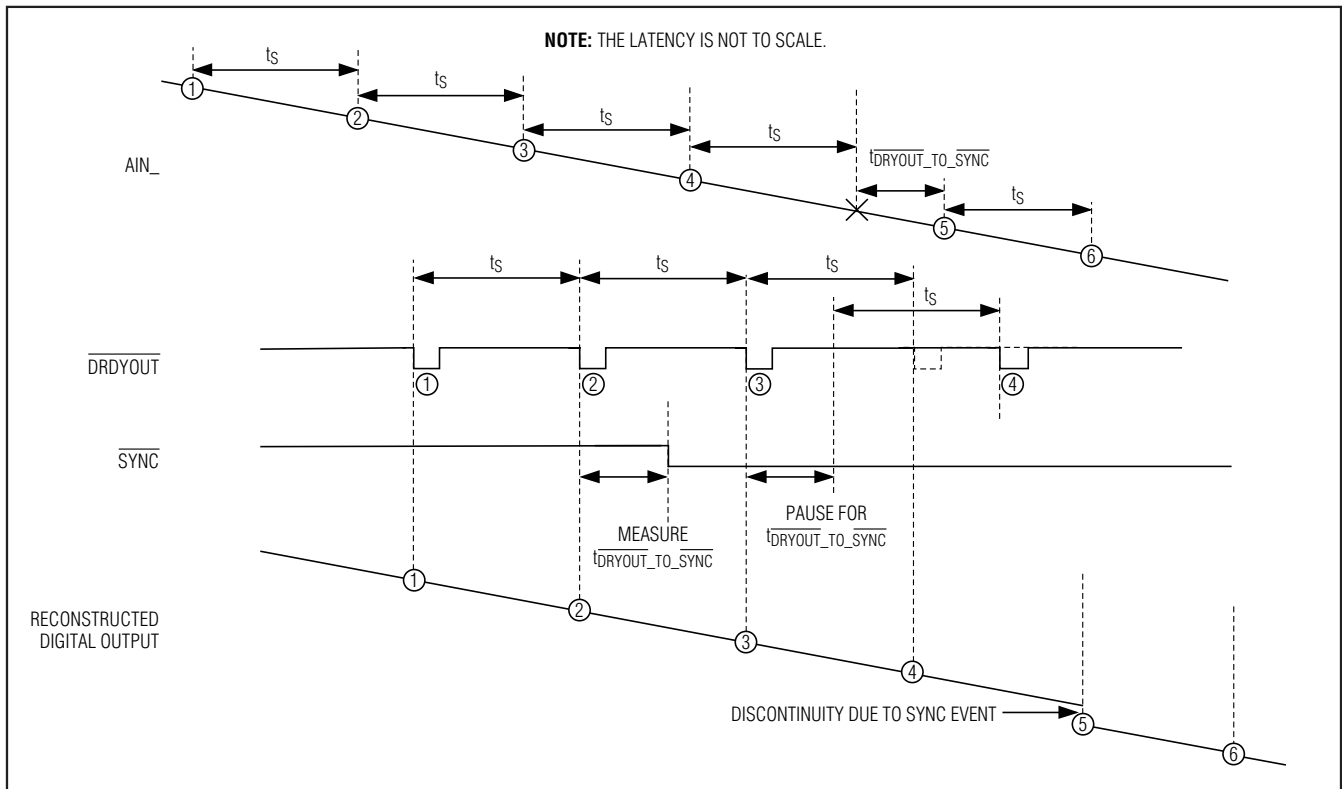 NOTE: THE LATENCY IS NOT TO SCALE.
tS
tS
tS
tS
tDRYOUT_TO_SYNC
tS
AIN_
1
2
3
4
5
6
tS
tS
tS
tS
DRDYOUT
1
2
3
4
SYNC
MEASURE
tDRYOUT_TO_SYNC
PAUSE FOR
tDRYOUT_TO_SYNC
RECONSTRUCTED
DIGITAL OUTPUT
1
2
3
4
DISCONTINUITY DUE TO SYNC EVENT
5
6